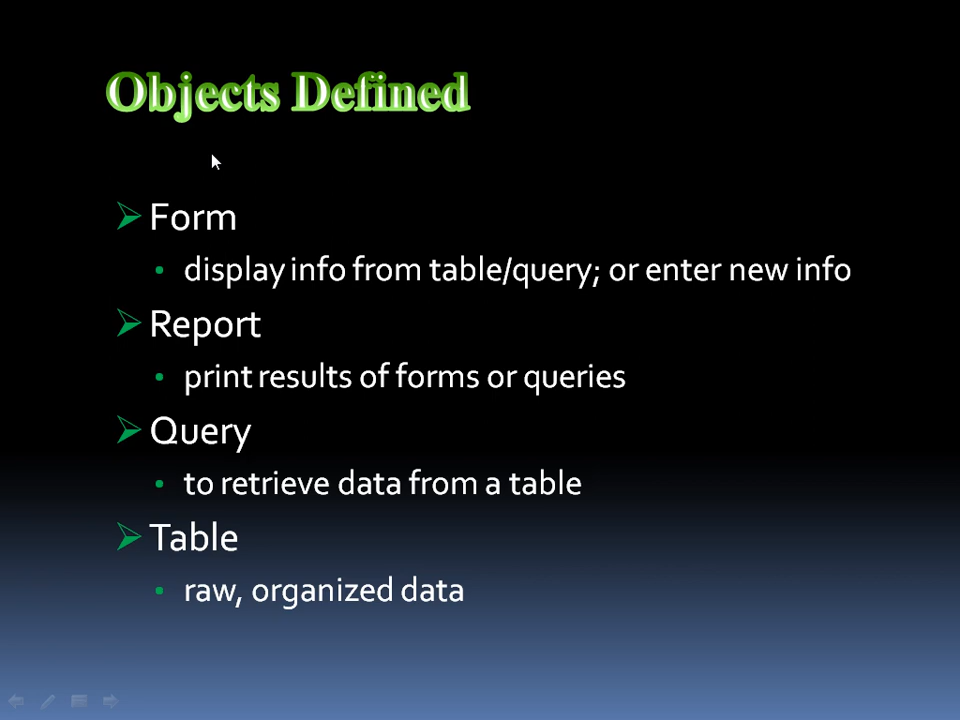 Objects Defined
Form
display info from table/query; or enter new info
Report
print results of forms or queries
Query
to retrieve data from a table
Table
raw, organized data